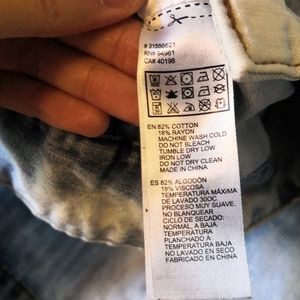 # 31556621
RN# 54961
CA# 40198
EN 82% COTTON
18% RAYON
MACHINE WASH COLD
DO NOT BLEACH
TUMBLE DRY LOW
IRON LOW
DO NOT DRY CLEAN
MADE IN CHINA
ES 82% ALGODÓN
18% VISCOSA
TEMPERATURA MÁXIMA
DE LAVADO 30OC
PROCESO MUY SUAVE.
NO BLANQUEAR
CICLO DE SECADO:
NORMAL, A BAJA
TEMPERATURA
PLANCHADO A
TEMPERATURA BAJA
NO LAVADO EN SECO
FABRICADO EN CHINA